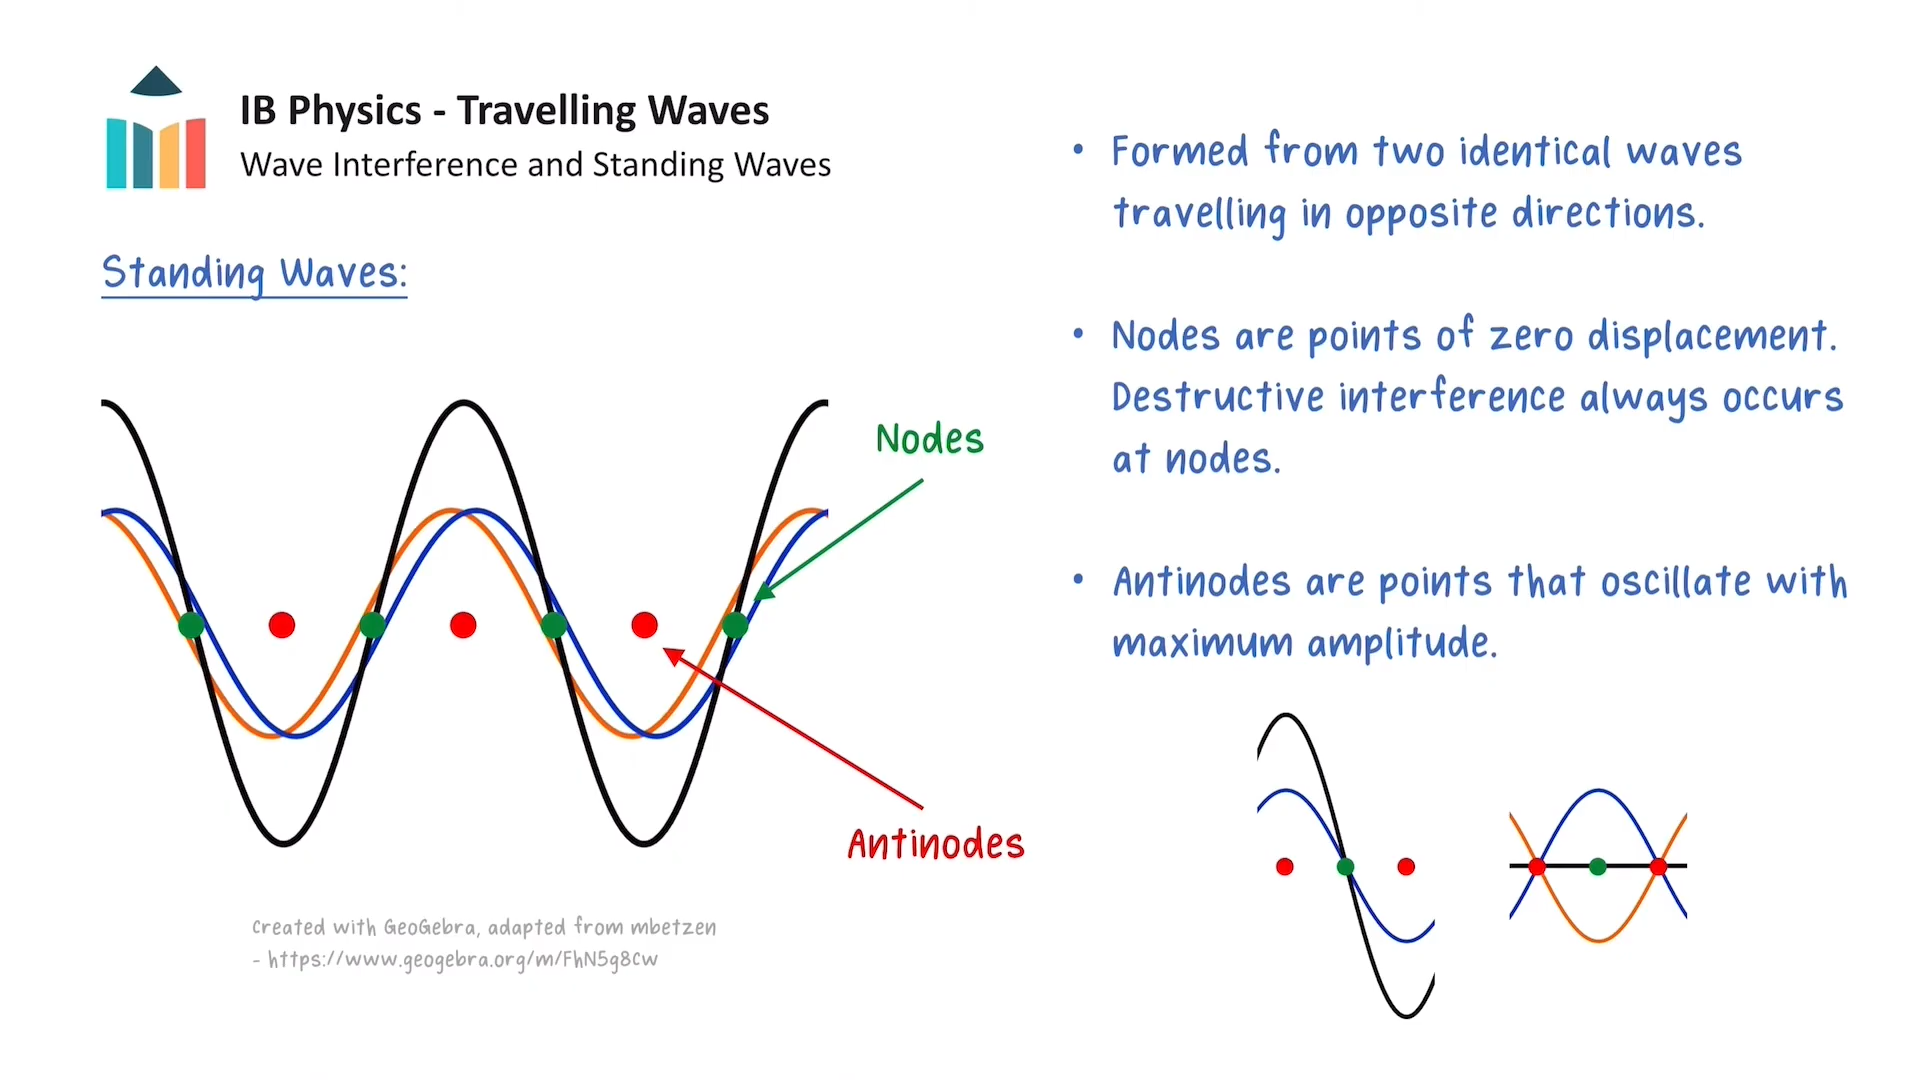 IB Physics - Travelling Waves
Wave Interference and Standing Waves
Standing Waves:
Nodes
Antinodes
Created with GeoGebra, adapted from mbetzen
- https://www.geogebra.org/m/FhN5g8Cw
• Formed from two identical waves
travelling in opposite directions.
• Nodes are points of zero displacement.
Destructive interference always occurs
at nodes.
• Antinodes are points that oscillate with
maximum amplitude.